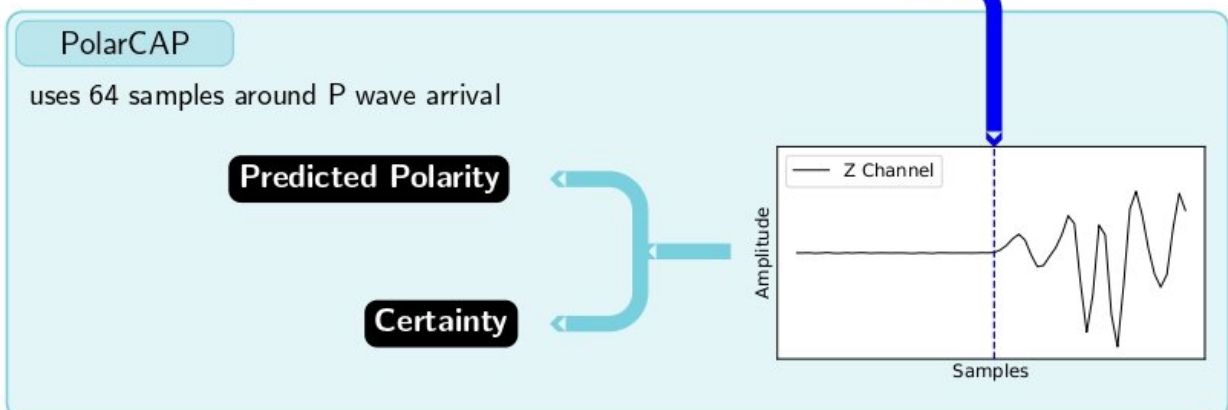 PolarCAP
uses 64 samples around P wave arrival
Predicted Polarity
Certainty
Z Channel
Amplitude
Samples